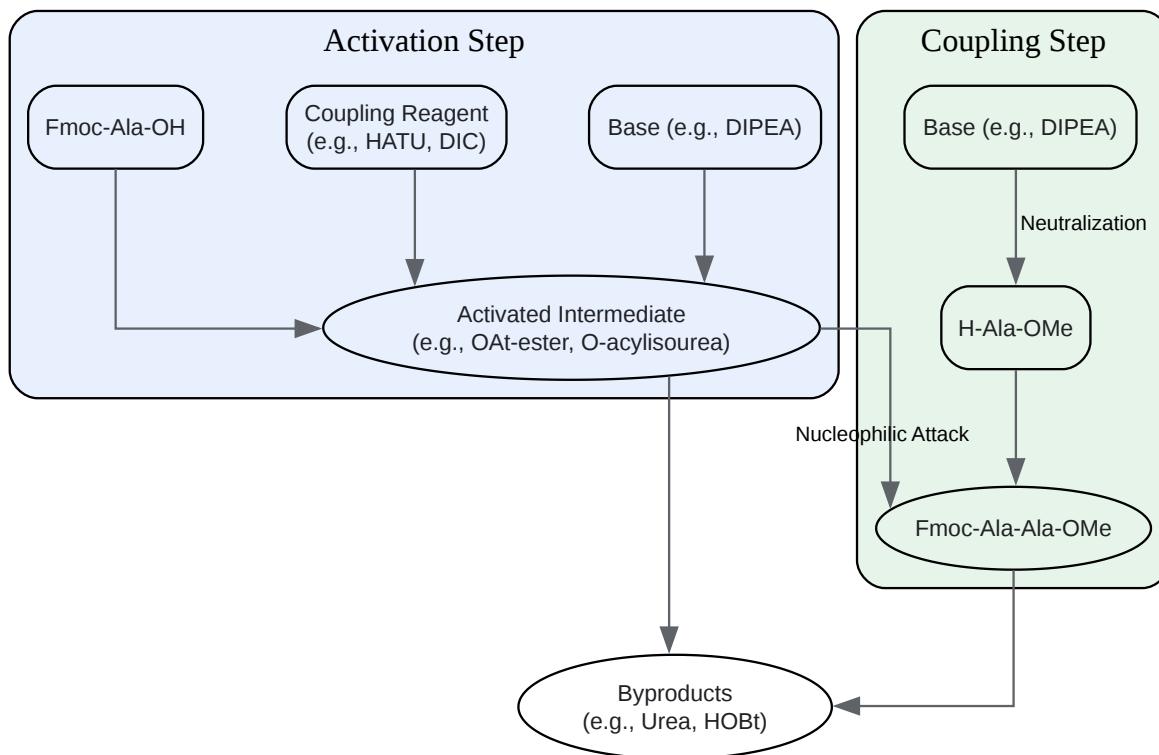 Activation Step
Coupling Step
Fmoc-Ala-OH
Coupling Reagent
(e.g., HATU, DIC)
Base (e.g., DIPEA)
Base (e.g., DIPEA)
Neutralization
Activated Intermediate
(e.g., OAt-ester, O-acylisourea)
H-Ala-OMe
Nucleophilic Attack
Fmoc-Ala-Ala-OMe
Byproducts
(e.g., Urea, HOBt)